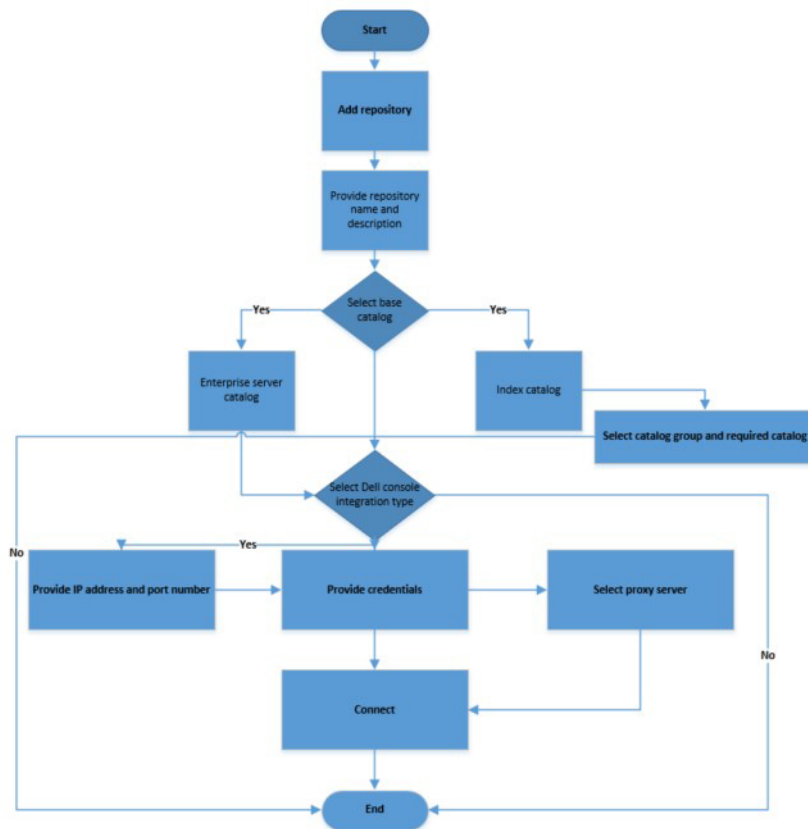 Start
Add repository
Provide repository
name and
description
Select base
catalog
Yes
Yes
Enterprise server
catalog
Index catalog
Select catalog group and required catalog
Select Dell console
integration type
Yes
No
Provide IP address and port number
Provide credentials
Select proxy server
No
Connect
End